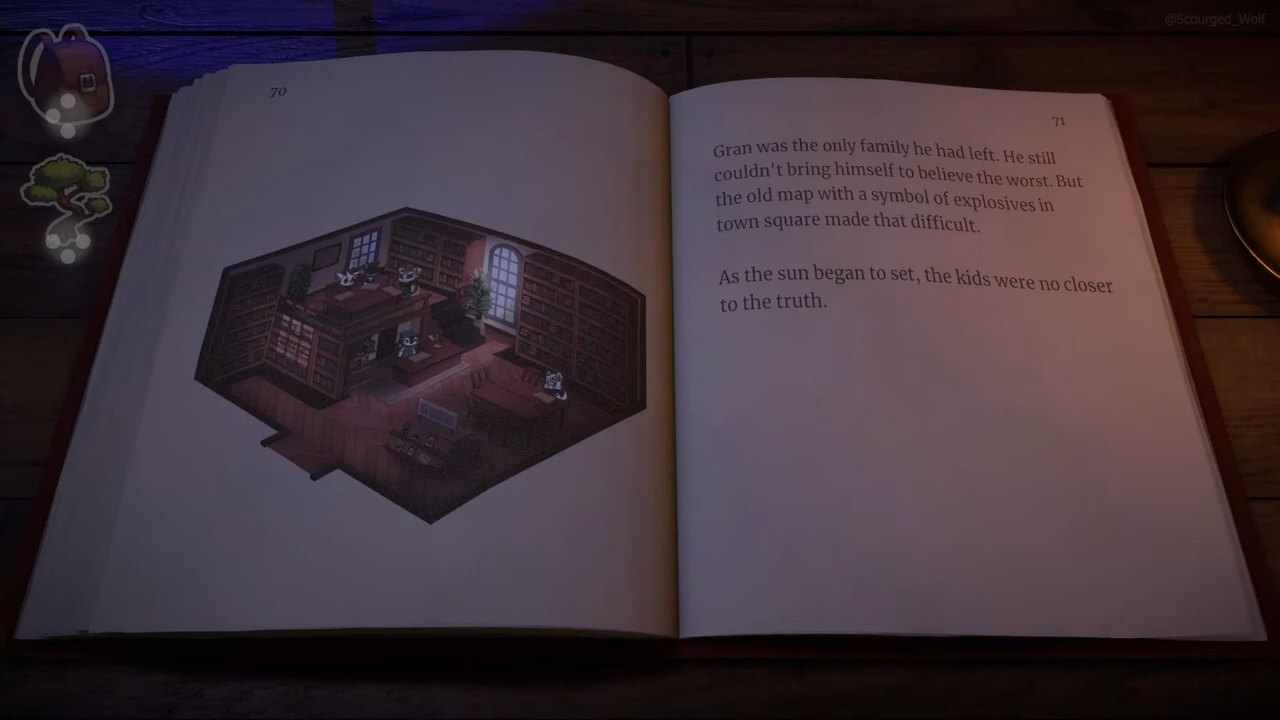 @Scourged_Wolf
70
71
Gran was the only family he had left. He still
couldn't bring himself to believe the worst. But
the old map with a symbol of explosives in
town square made that difficult.
As the sun began to set, the kids were no closer
to the truth.